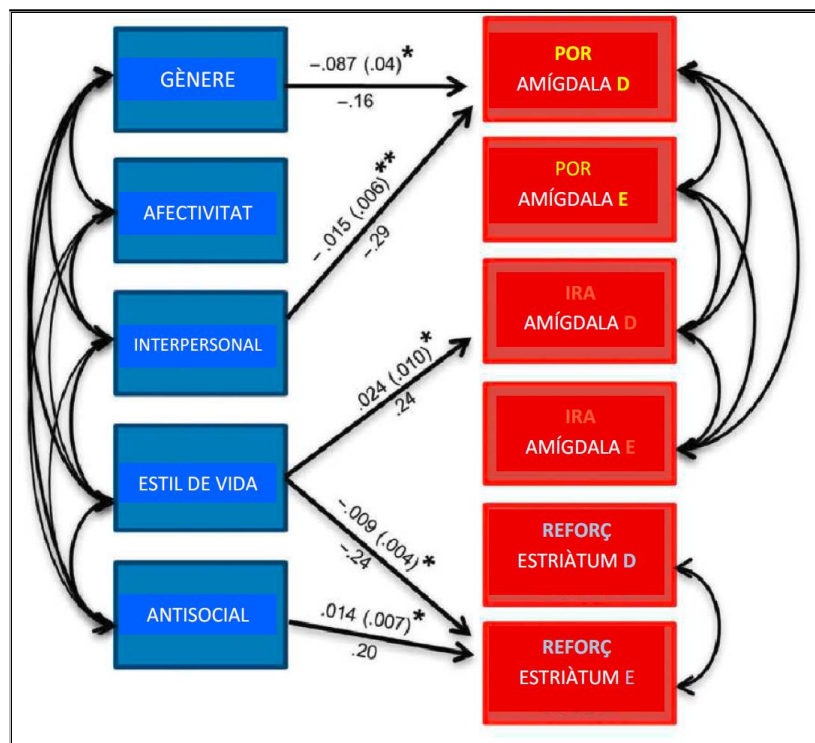 GÈNERE
AFECTIVITAT
INTERPERSONAL
ESTIL DE VIDA
ANTISOCIAL
–.087 (.04)*
–.16
–.015 (.006)**
–.29
.024 (.010)*
.24
–.009 (.004)*
–.24
.014 (.007)*
.20
POR
AMÍGDALA D
POR
AMÍGDALA E
IRA
AMÍGDALA D
IRA
AMÍGDALA E
REFORÇ
ESTRIÀTUM D
REFORÇ
ESTRIÀTUM E